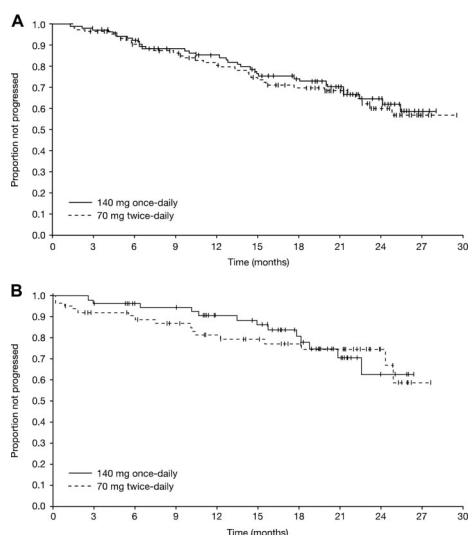 A
Proportion not progressed
1.0
0.9
0.8
0.7
0.6
0.5
0.4
0.3
0.2
0.1
0.0
140 mg once-daily
70 mg twice-daily
0 3 6 9 12 15 18 21 24 27 30
Time (months)
B
Proportion not progressed
1.0
0.9
0.8
0.7
0.6
0.5
0.4
0.3
0.2
0.1
0.0
140 mg once-daily
70 mg twice-daily
0 3 6 9 12 15 18 21 24 27 30
Time (months)